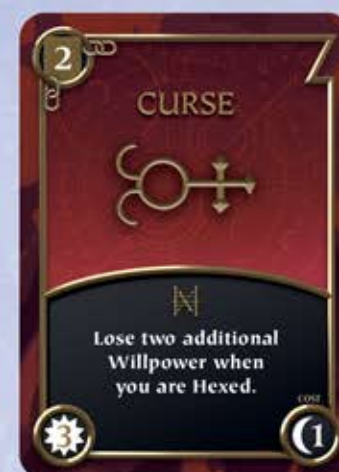 2
CURSE
Lose two additional
Willpower when
you are Hexed.
3
COST
1